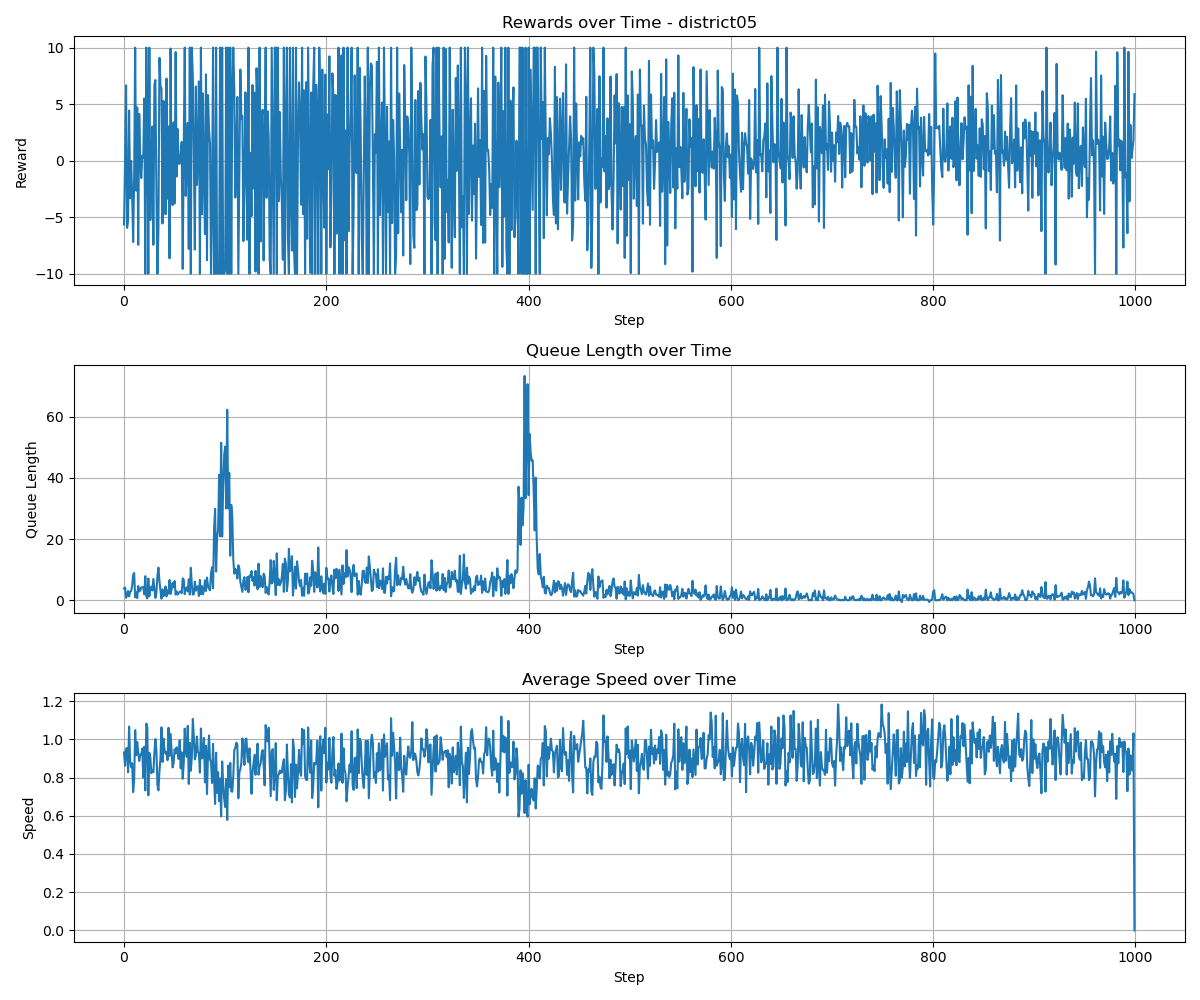 Rewards over Time - district05
10
5
0
−5
−10
Reward
0 200 400 600 800 1000
Step
Queue Length over Time
60
40
20
0
Queue Length
0 200 400 600 800 1000
Step
Average Speed over Time
1.2
1.0
0.8
0.6
0.4
0.2
0.0
Speed
0 200 400 600 800 1000
Step